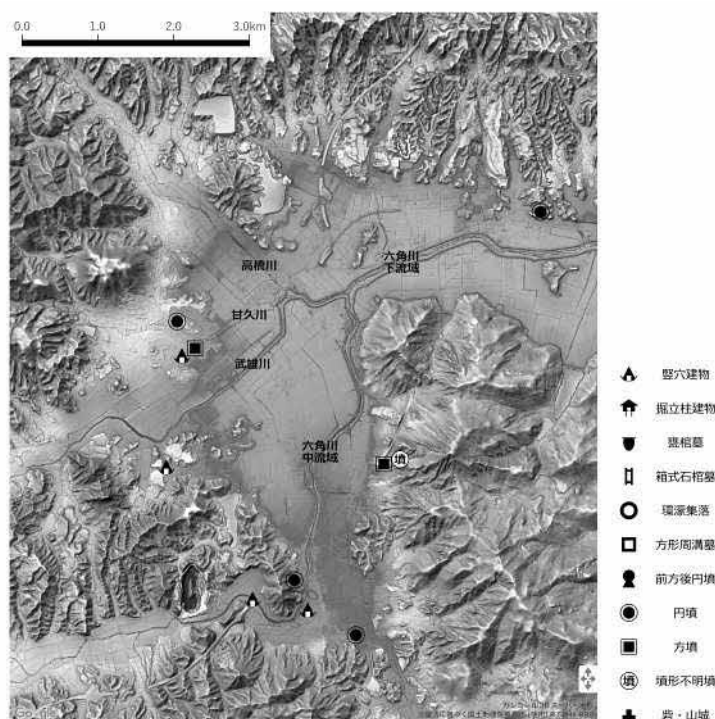 0.0 1.0 2.0 3.0km
高橋川
六角川
下流域
甘久川
武雄川
六角川
中流域
墳
竪穴建物
掘立柱建物
甕棺墓
箱式石棺墓
環濠集落
方形周溝墓
前方後円墳
円墳
方墳
墳 墳形不明墳
砦・山城